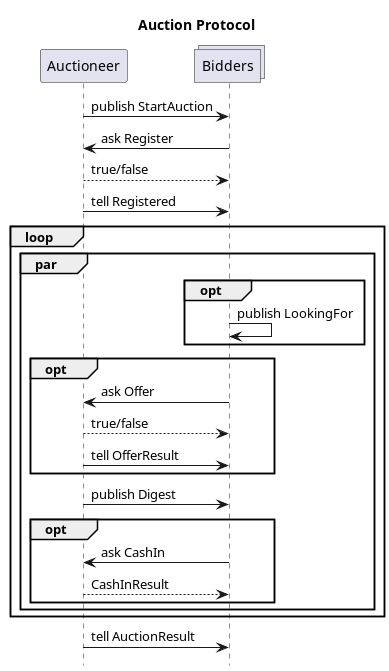 Auction Protocol
Auctioneer
Bidders
publish StartAuction
ask Register
true/false
tell Registered
loop
par
opt
publish LookingFor
opt
ask Offer
true/false
tell OfferResult
publish Digest
opt
ask CashIn
CashInResult
tell AuctionResult